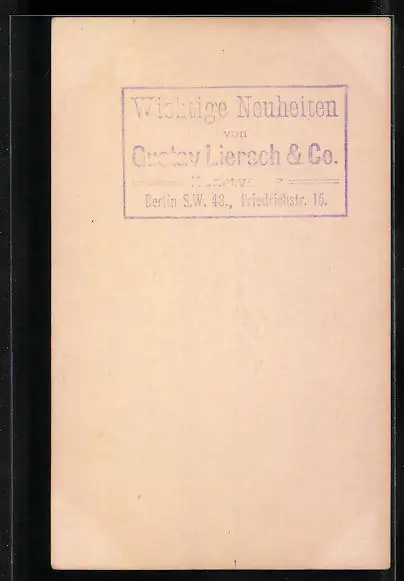 Wichtige Neuheiten
von
Gustav Liersch & Co.
Berlin S.W. 48., Friedrichstr. 16.